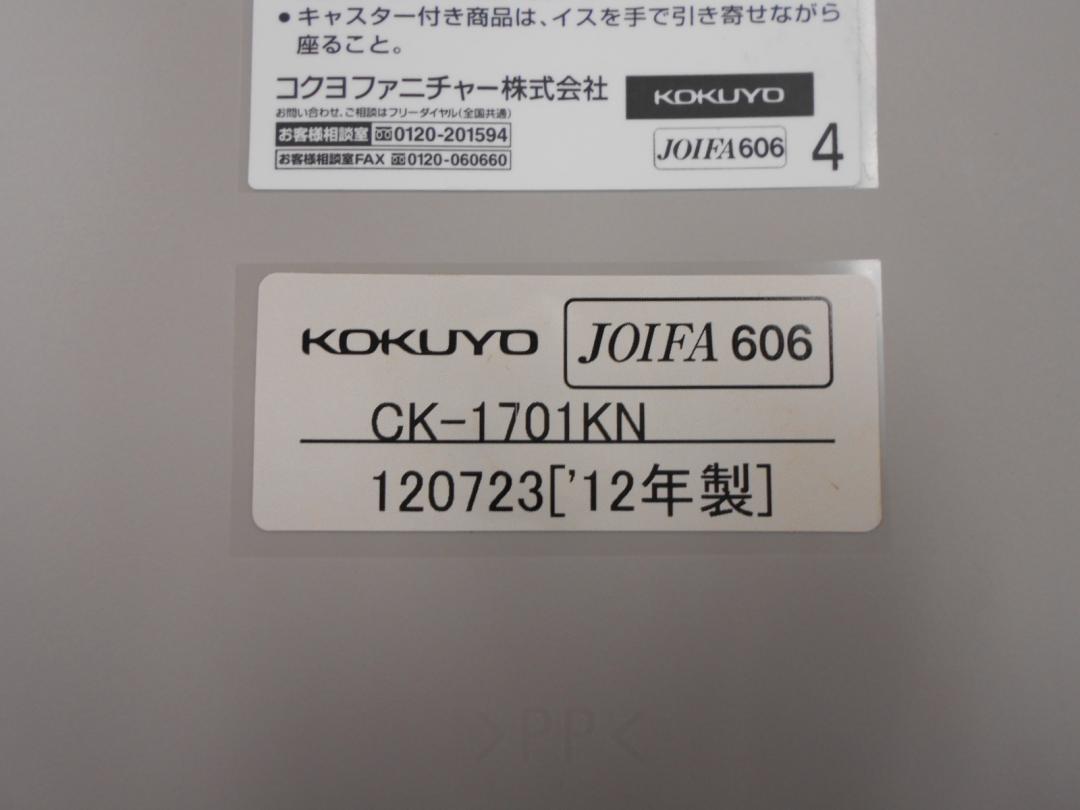 • キャスター付き商品は、イスを手で引き寄せながら
座ること。
コクヨファニチャー株式会社
KOKUYO
お問い合わせ、ご相談はフリーダイヤル(全国共通)
お客様相談室 0120-201594
お客様相談室FAX 0120-060660
JOIFA606
4
KOKUYO
JOIFA 606
CK-1701KN
120723['12年製]
>PP<